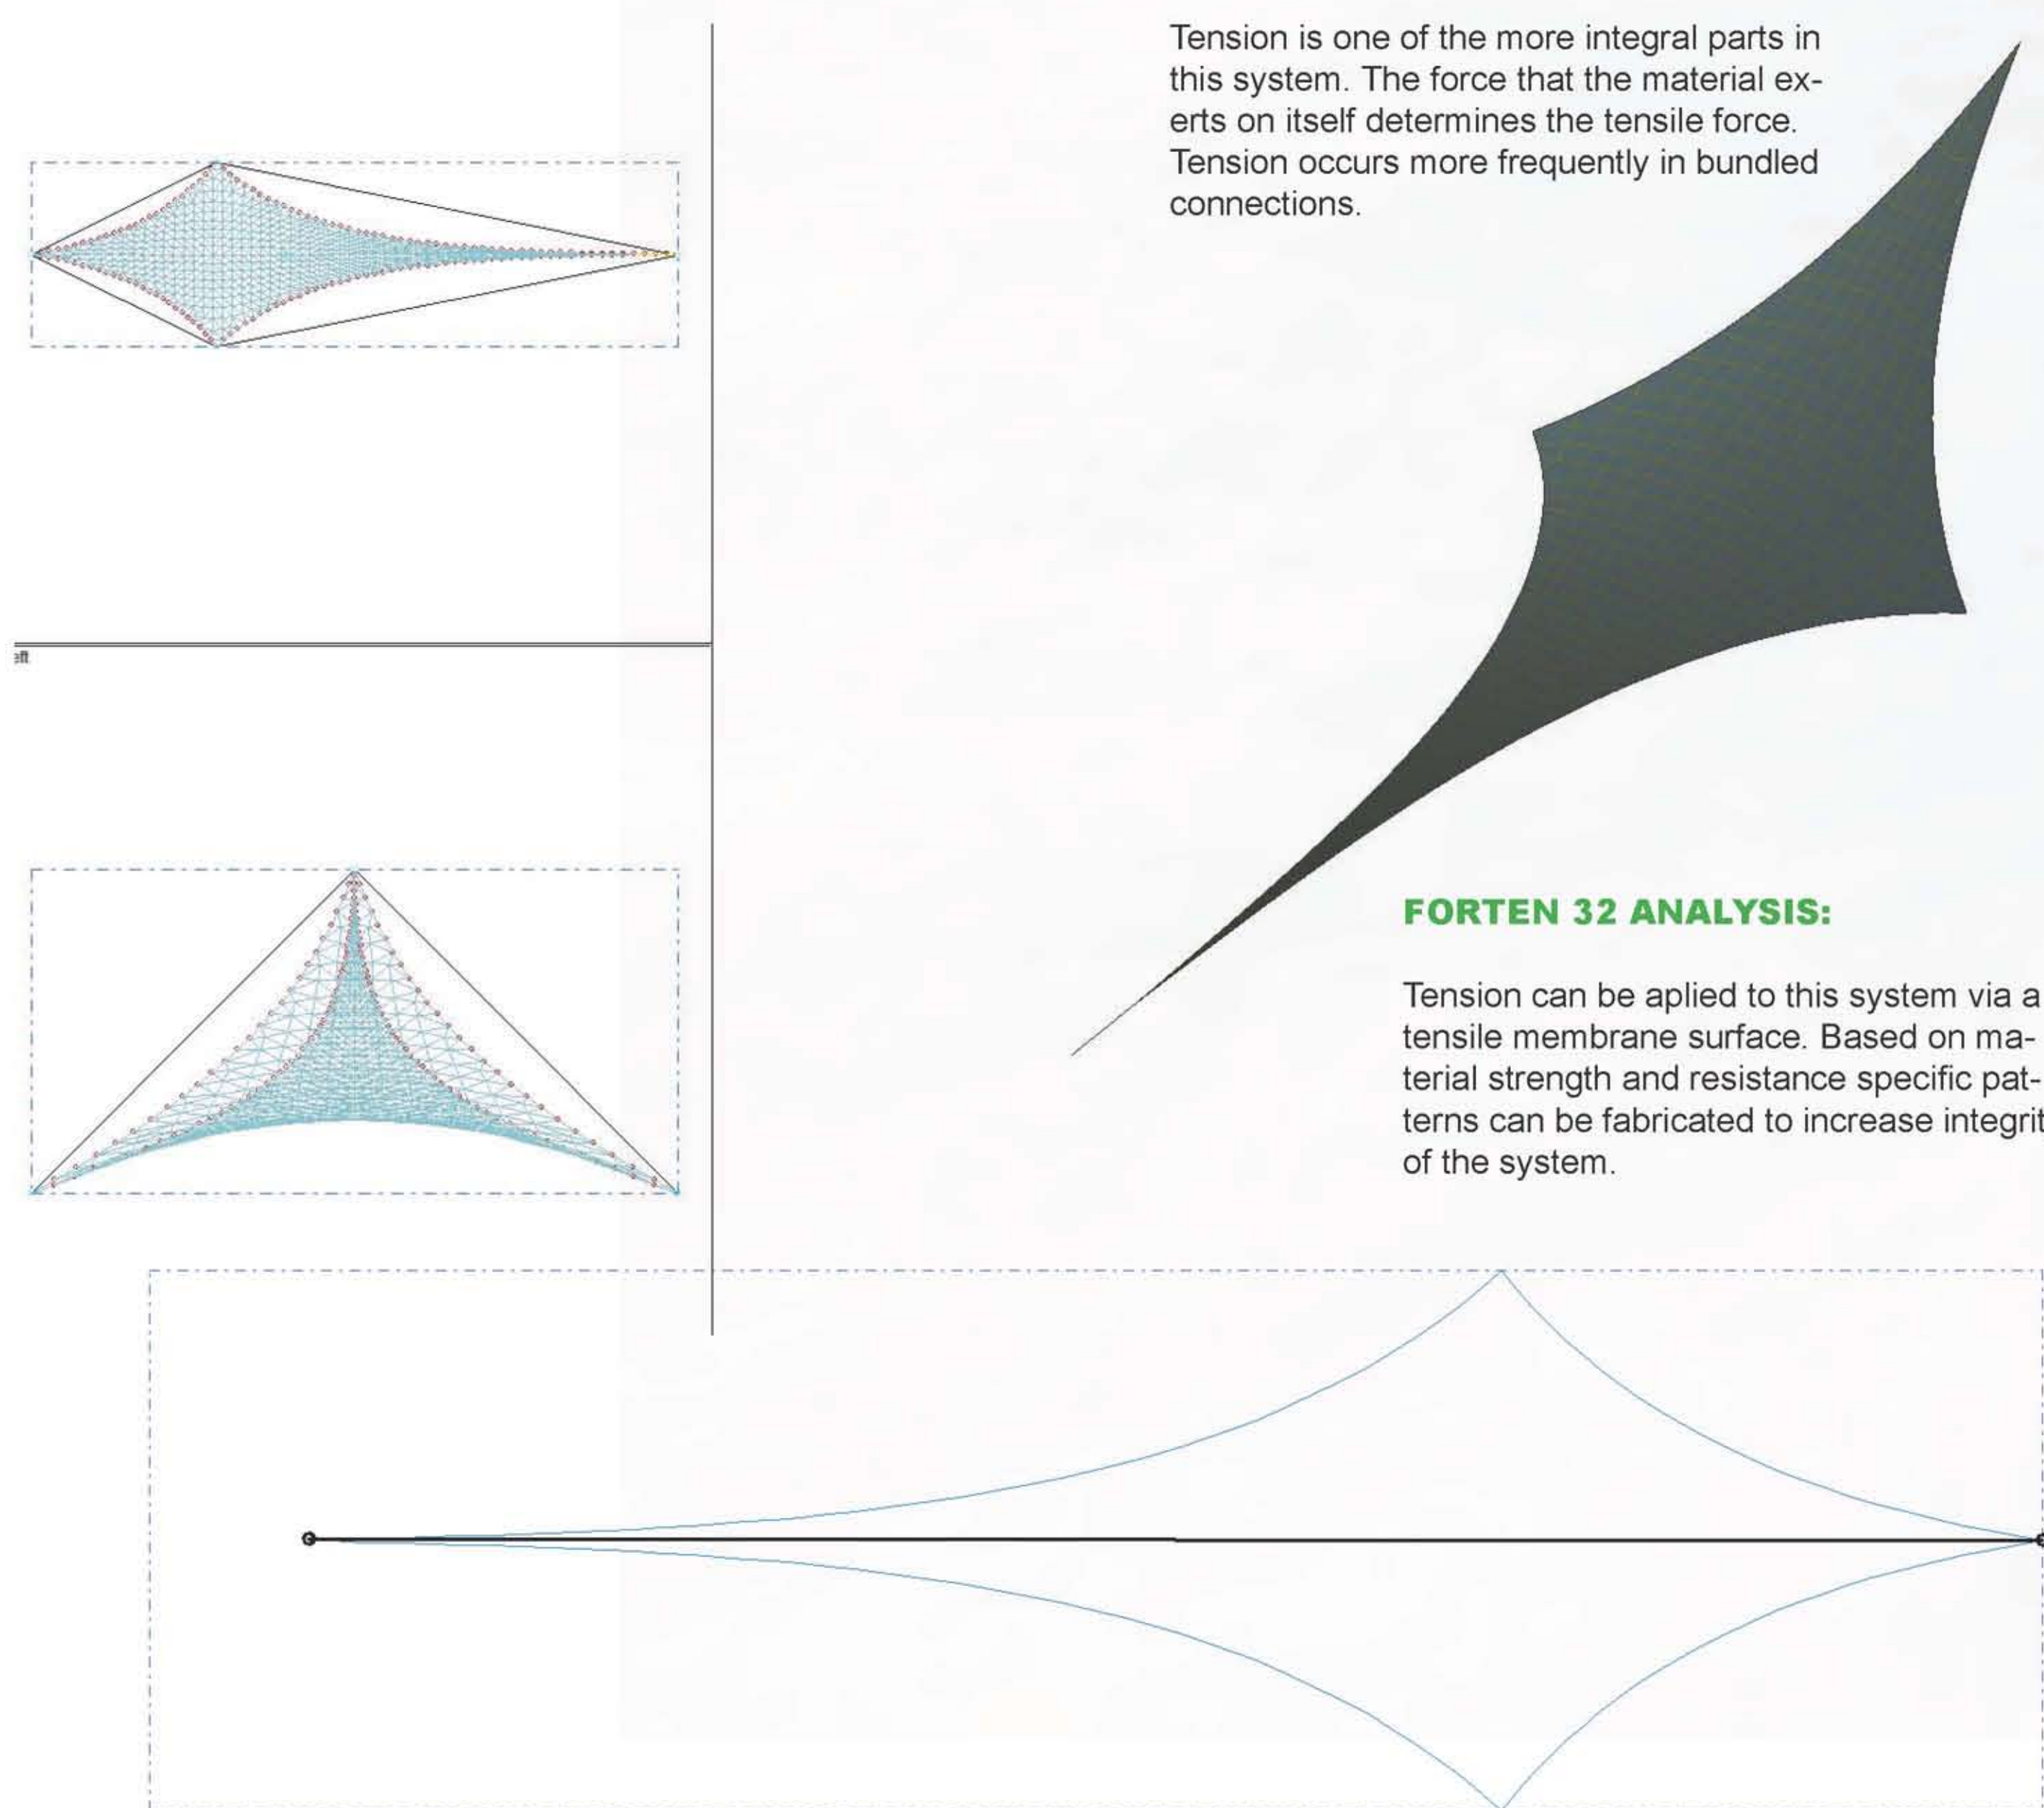 Tension is one of the more integral parts in
this system. The force that the material ex-
erts on itself determines the tensile force.
Tension occurs more frequently in bundled
connections.
eft
FORTEN 32 ANALYSIS:
Tension can be aplied to this system via a
tensile membrane surface. Based on ma-
terial strength and resistance specific pat-
terns can be fabricated to increase integrit
of the system.